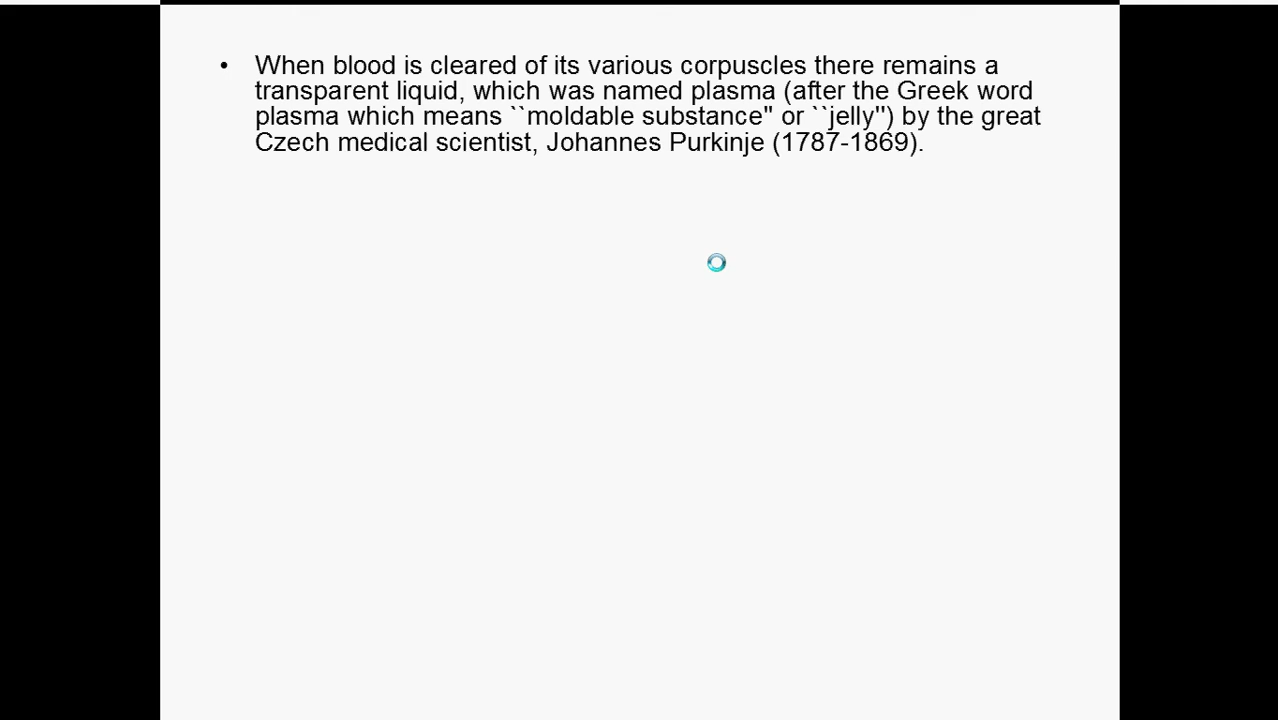 • When blood is cleared of its various corpuscles there remains a
transparent liquid, which was named plasma (after the Greek word
plasma which means ``moldable substance'' or ``jelly'') by the great
Czech medical scientist, Johannes Purkinje (1787-1869).